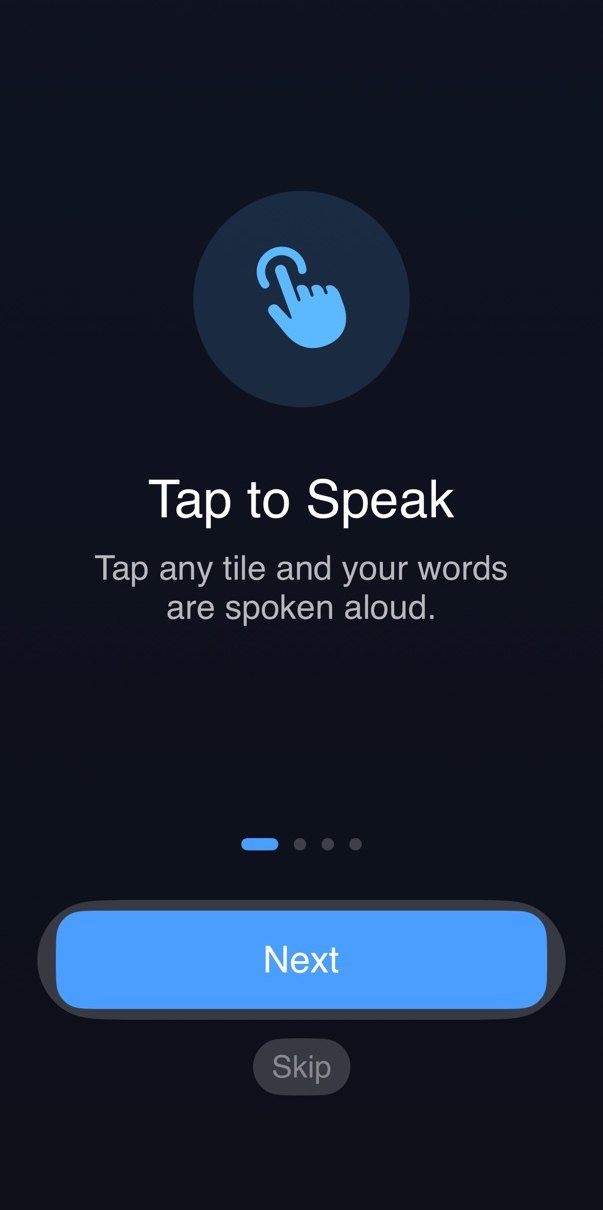 Tap to Speak
Tap any tile and your words
are spoken aloud.
Next
Skip